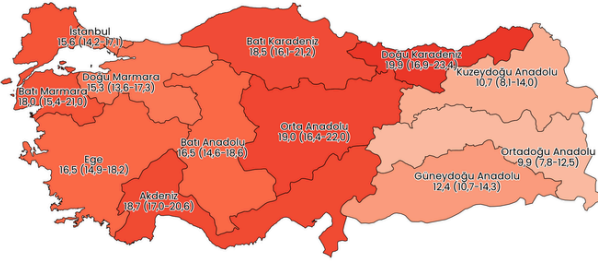 İstanbul
15,6 (14,2-17,1)
Batı Karadeniz
18,5 (16,1-21,2)
Doğu Karadeniz
19,9 (16,9-23,4)
Kuzeydoğu Anadolu
10,7 (8,1-14,0)
Doğu Marmara
15,3 (13,6-17,3)
Batı Marmara
18,0 (15,4-21,0)
Orta Anadolu
19,0 (16,4-22,0)
Batı Anadolu
16,5 (14,6-18,6)
Ege
16,5 (14,9-18,2)
Ortadoğu Anadolu
9,9 (7,8-12,5)
Güneydoğu Anadolu
12,4 (10,7-14,3)
Akdeniz
18,7 (17,0-20,6)